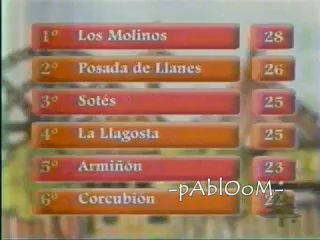 1º Los Molinos 28
2º Posada de Llanes 26
3º Sotés 25
4º La Llagosta 25
5º Armiñón 23
6º Corcubión 22
-pAblOoM-